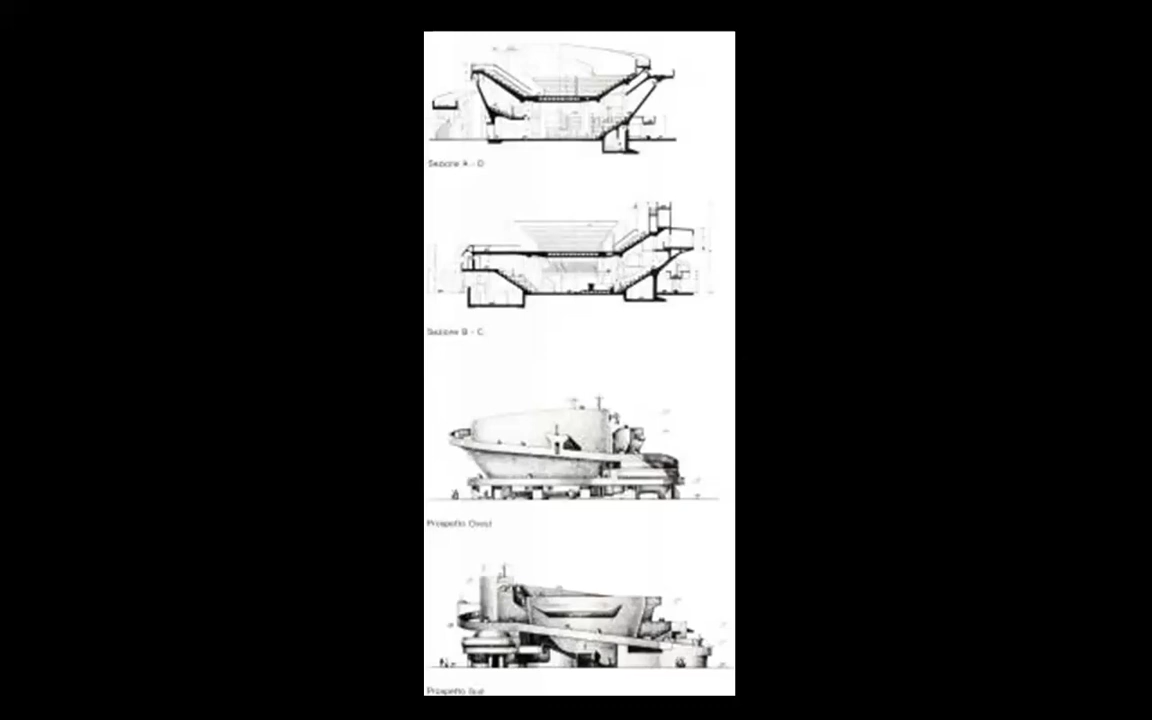 Sezione A - D
Sezione B - C
Prospetto Ovest
Prospetto Sud